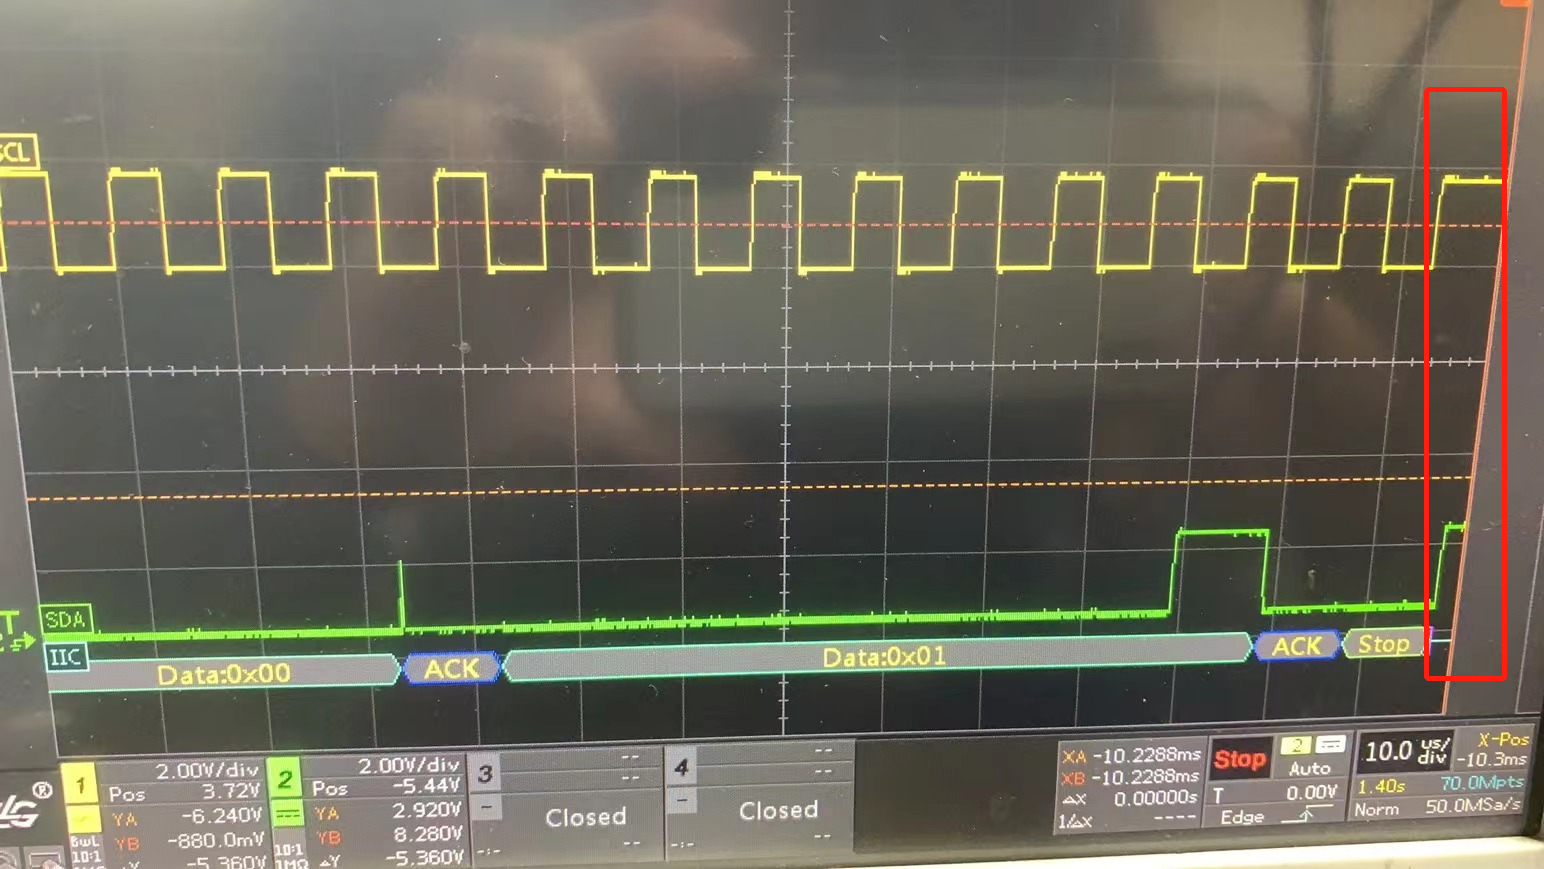 SCL
T
SDA
IIC
Data:0x00
ACK
Data:0x01
ACK
Stop
1
2.00V/div
Pos 3.72V
YA -6.240V
YB -880.0mV
-5.360V
BwL
10:1
2
2.00V/div
Pos -5.44V
YA 2.920V
YB 8.280V
△Y -5.360V
10:1
1MΩ
3
--
--
Closed
--
4
--
--
Closed
--
XA -10.2288ms
XB -10.2288ms
△X 0.00000s
1/△x ----
Stop
2
Auto
T 0.00V
Edge
10.0 us/div
X-Pos
-10.3ms
1.40s 70.0Mpts
Norm 50.0MSa/s
LG®